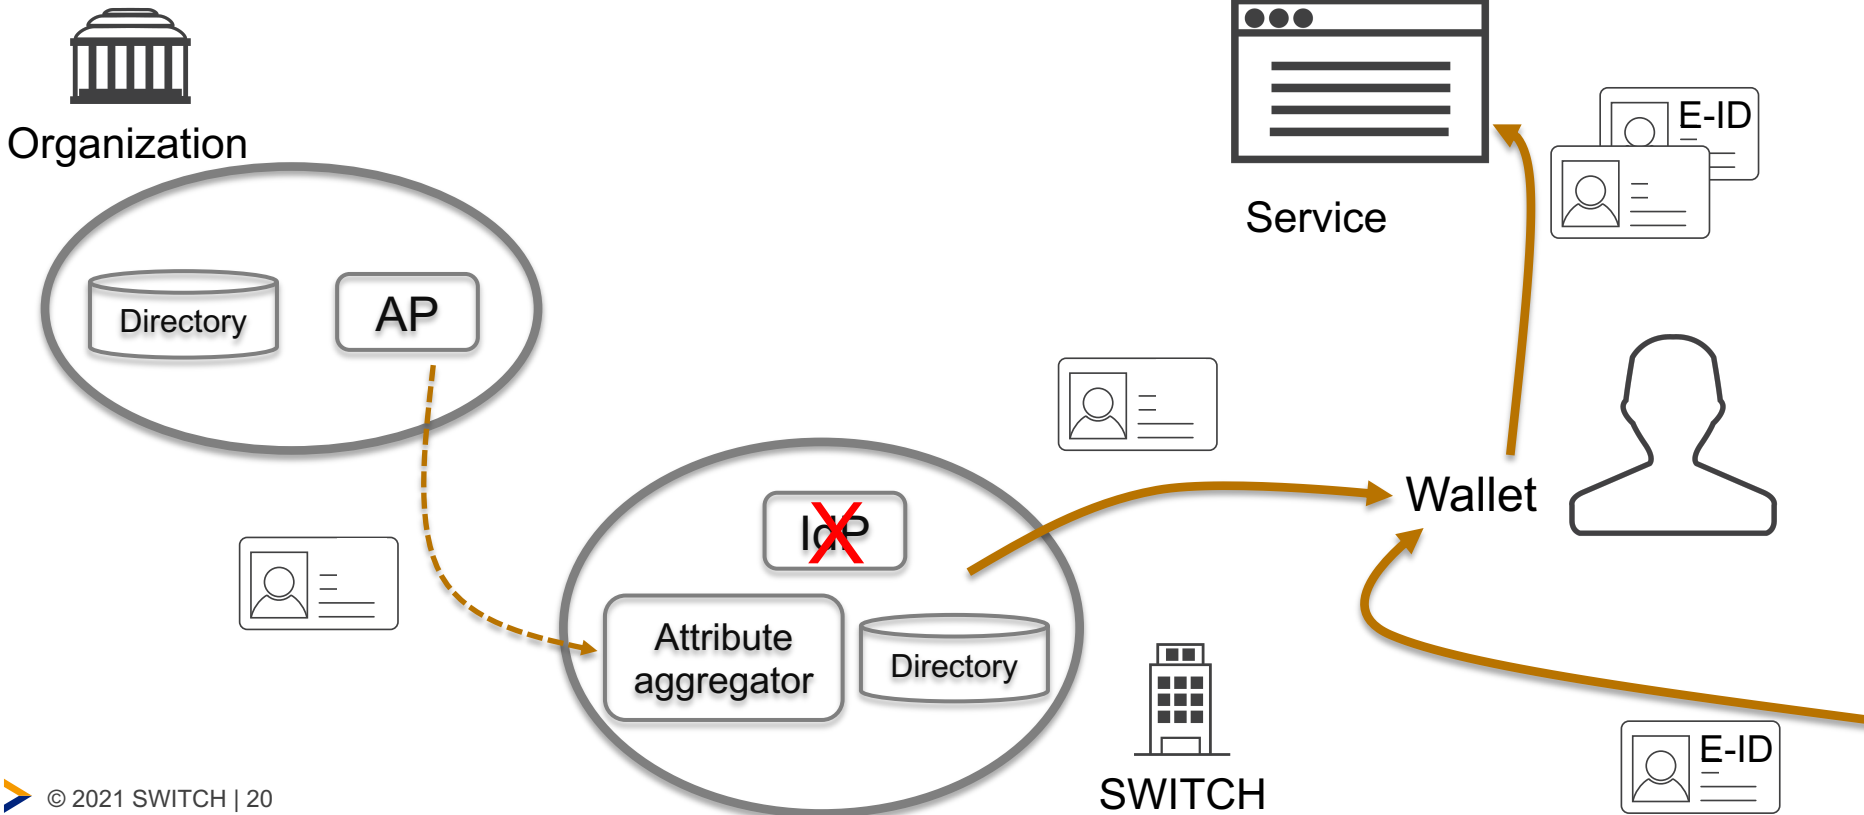 Organization
E-ID
Service
Directory
AP
Wallet
IdP
X
Attribute
aggregator
Directory
E-ID
SWITCH
© 2021 SWITCH | 20